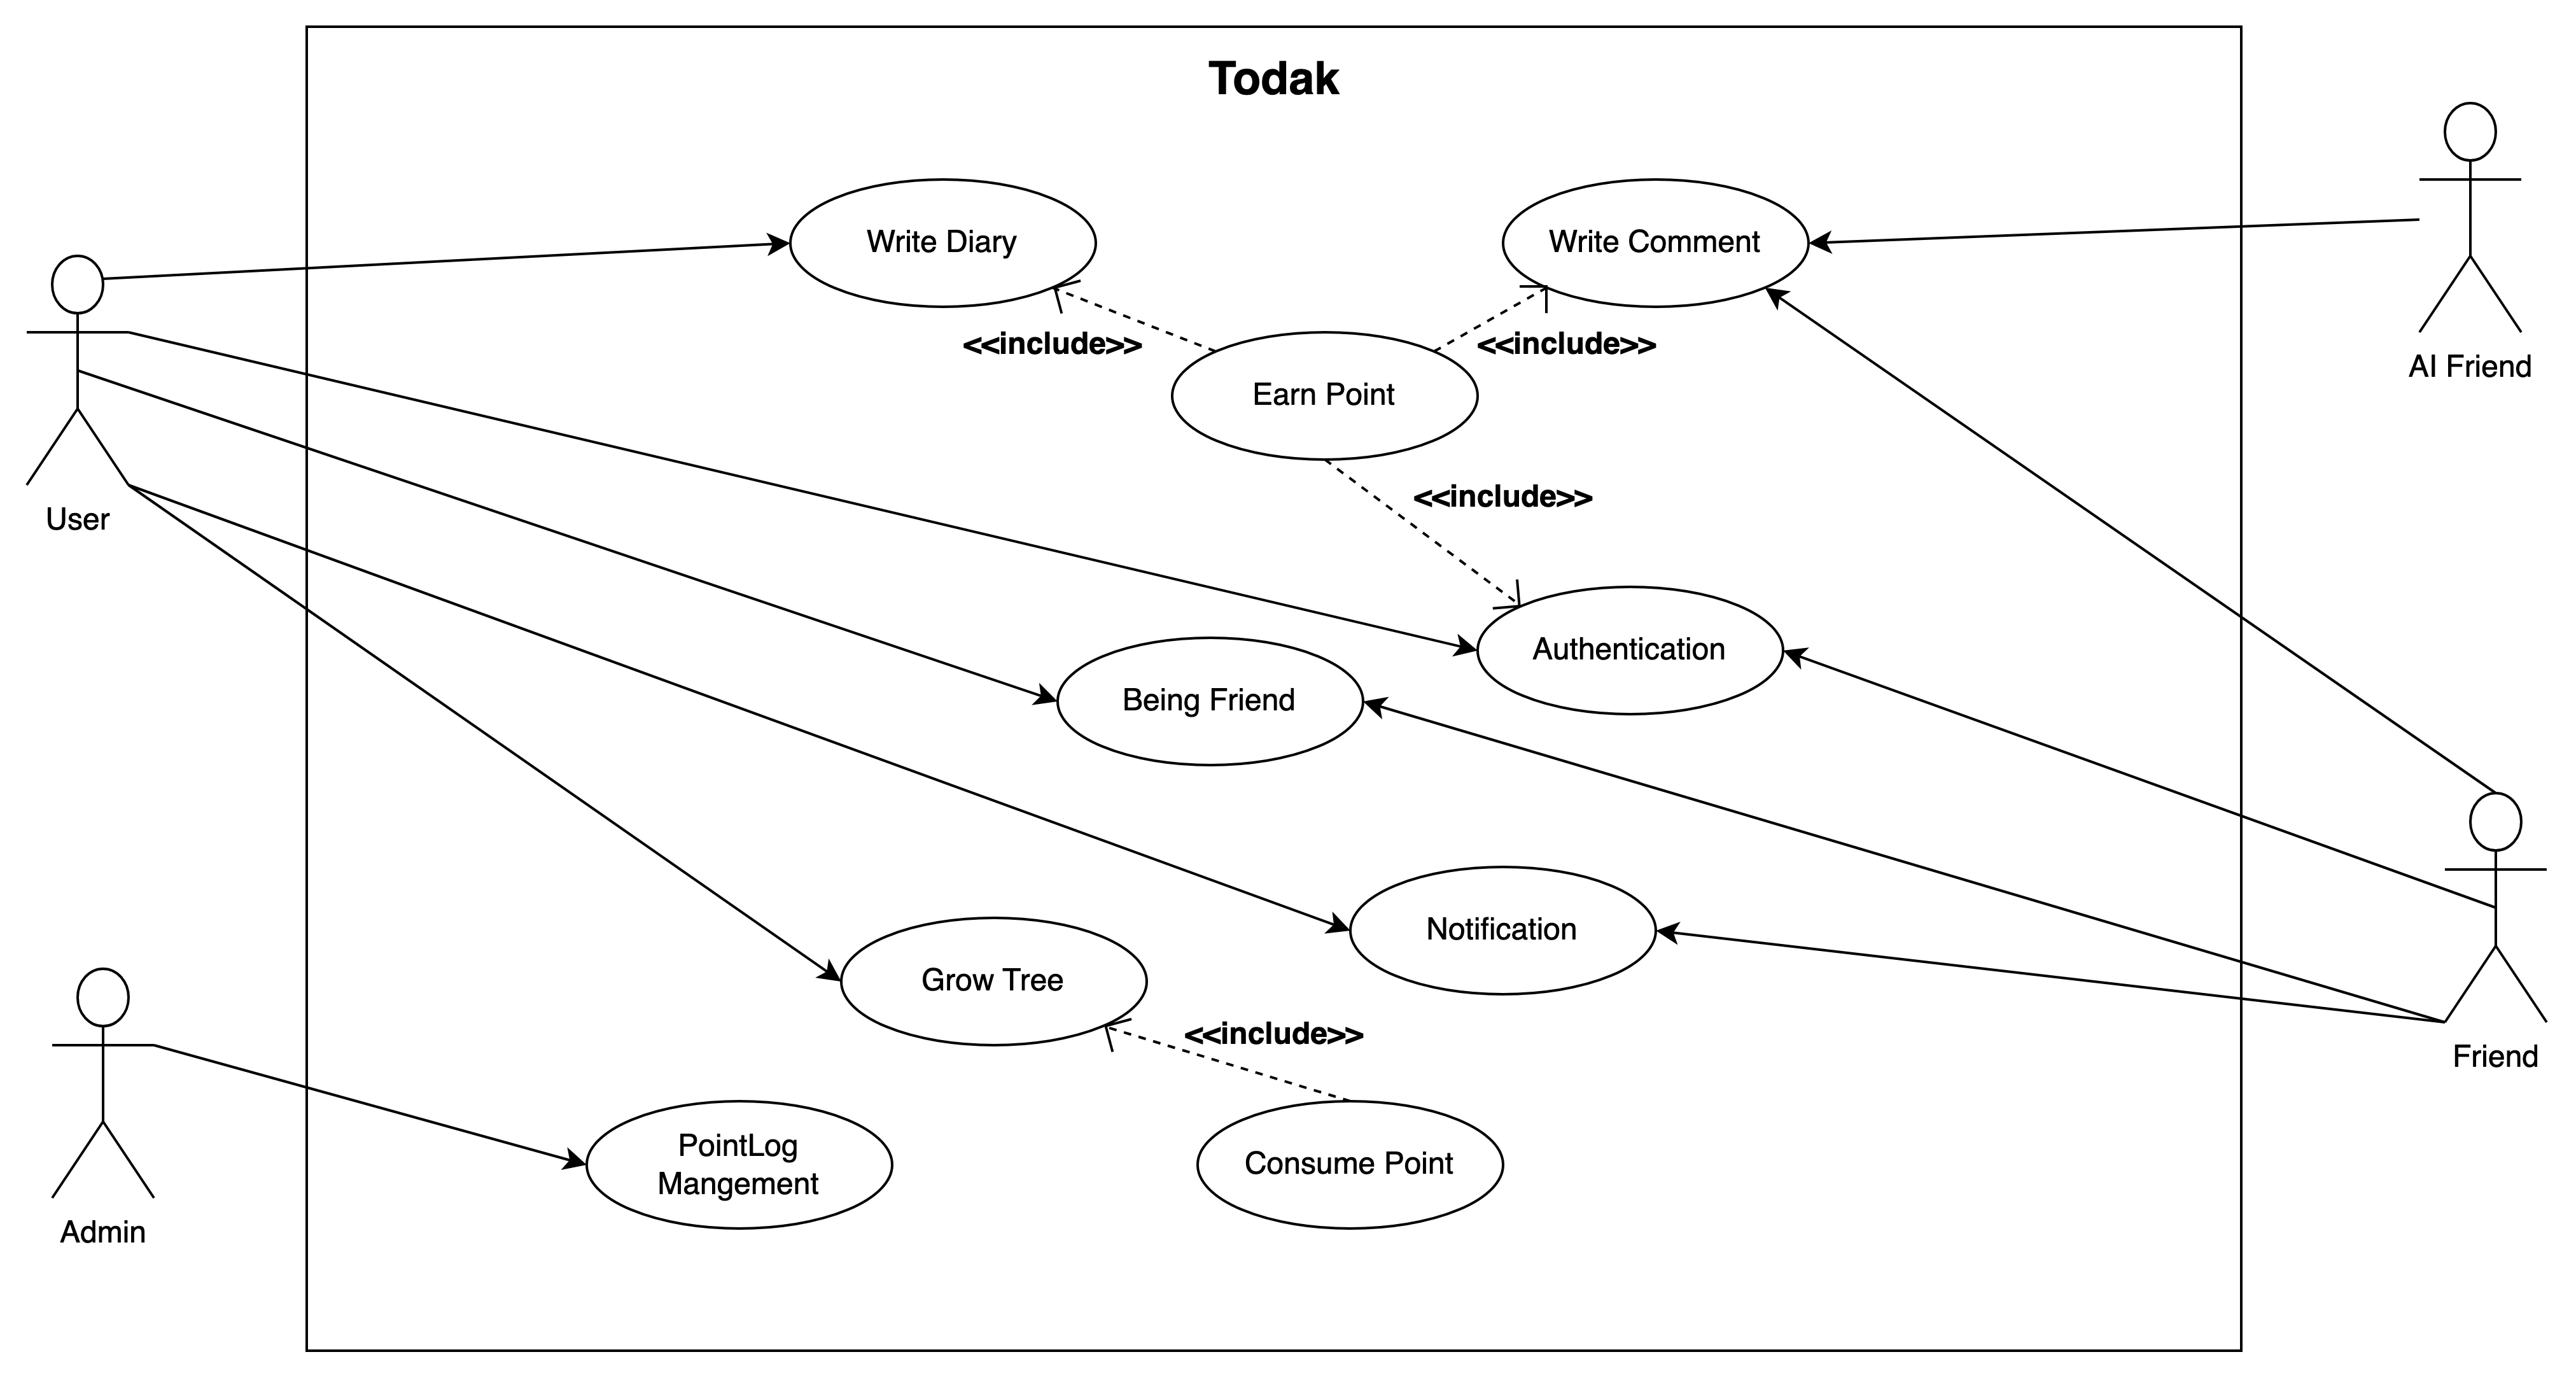 Todak
Write Diary
Write Comment
<<include>>
<<include>>
Earn Point
AI Friend
User
<<include>>
Authentication
Being Friend
Notification
Grow Tree
<<include>>
Friend
PointLog
Mangement
Consume Point
Admin